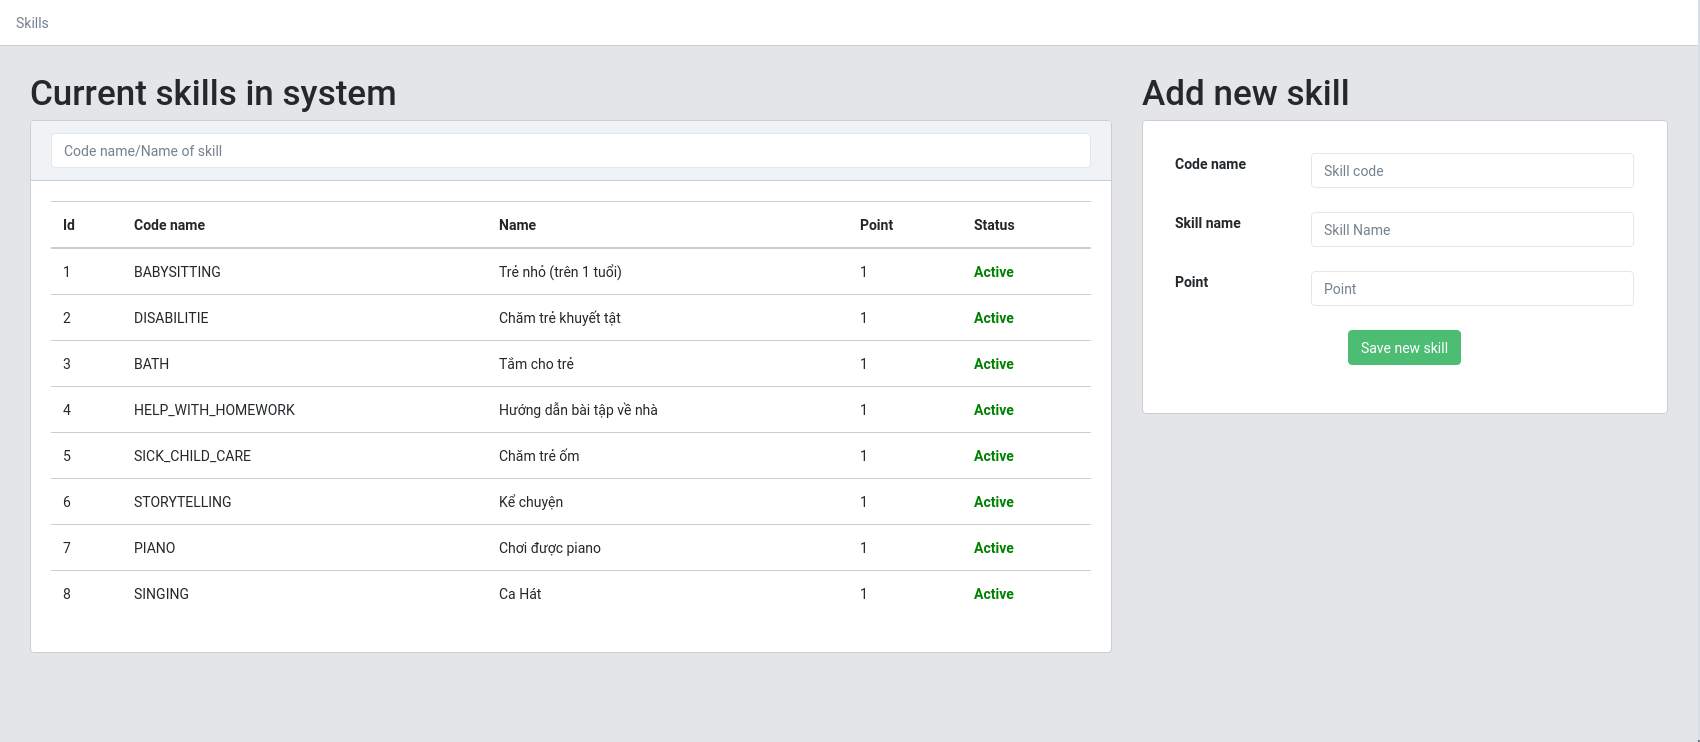 Skills
Current skills in system
Code name/Name of skill
Id Code name Name Point Status
1 BABYSITTING Trẻ nhỏ (trên 1 tuổi) 1 Active
2 DISABILITIE Chăm trẻ khuyết tật 1 Active
3 BATH Tắm cho trẻ 1 Active
4 HELP_WITH_HOMEWORK Hướng dẫn bài tập về nhà 1 Active
5 SICK_CHILD_CARE Chăm trẻ ốm 1 Active
6 STORYTELLING Kể chuyện 1 Active
7 PIANO Chơi được piano 1 Active
8 SINGING Ca Hát 1 Active
Add new skill
Code name Skill code
Skill name Skill Name
Point Point
Save new skill